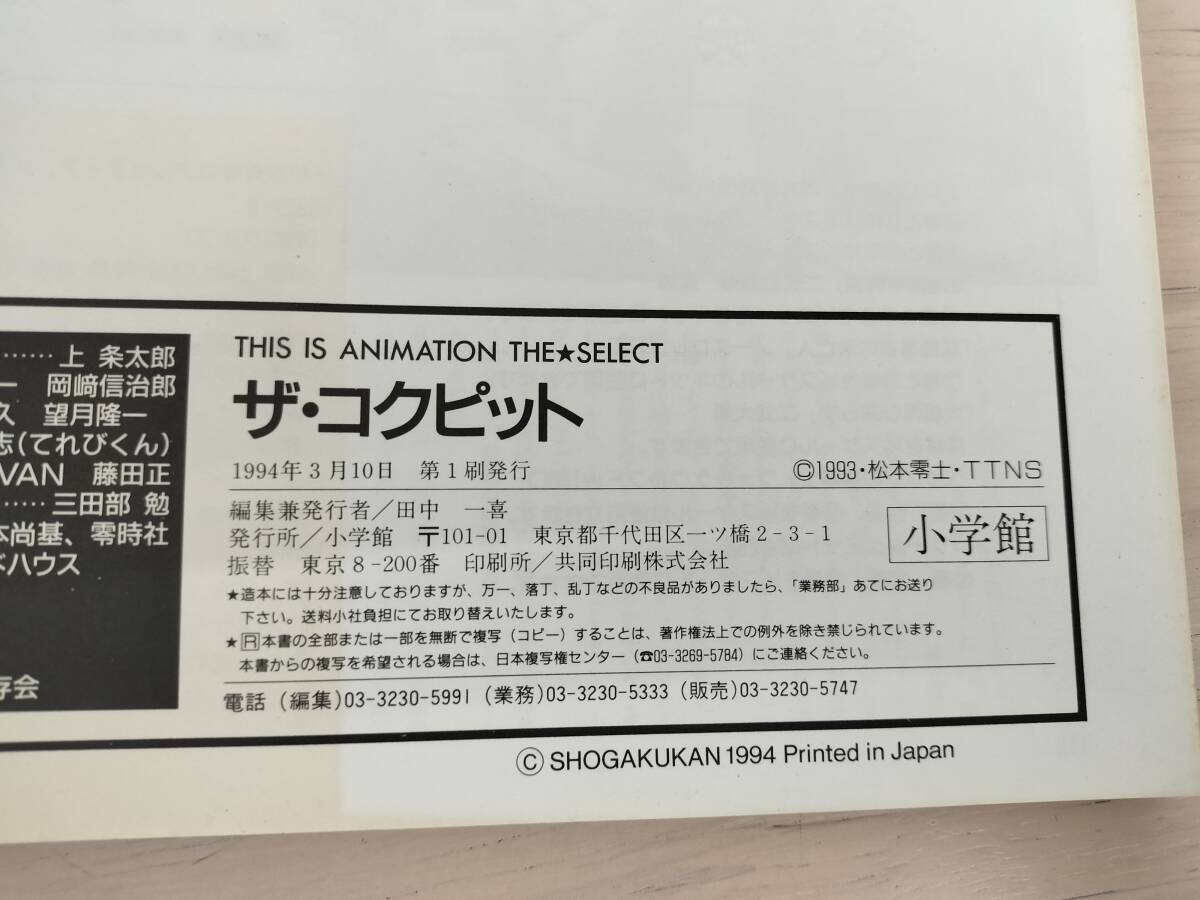 上 条太郎
岡﨑信治郎
久 望月隆一
志(てれびくん)
VAN 藤田正
三田部 勉
本尚基、零時社
ドハウス
存会
THIS IS ANIMATION THE★SELECT
ザ・コクピット
1994年3月10日 第1刷発行 ©1993・松本零士・TTNS
編集兼発行者/田中 一喜
発行所/小学館 〒101-01 東京都千代田区一ツ橋2-3-1
振替 東京8-200番 印刷所/共同印刷株式会社
小学館
★造本には十分注意しておりますが、万一、落丁、乱丁などの不良品がありましたら、「業務部」あてにお送り
下さい。送料小社負担にてお取り替えいたします。
★Ⓡ本書の全部または一部を無断で複写(コピー)することは、著作権法上での例外を除き禁じられています。
本書からの複写を希望される場合は、日本複写権センター(☎03-3269-5784)にご連絡ください。
電話(編集)03-3230-5991(業務)03-3230-5333(販売)03-3230-5747
© SHOGAKUKAN 1994 Printed in Japan